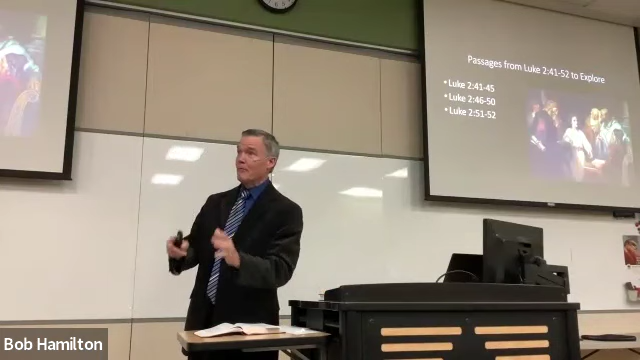 Passages from Luke 2:41-52 to Explore
• Luke 2:41-45
• Luke 2:46-50
• Luke 2:51-52
Bob Hamilton